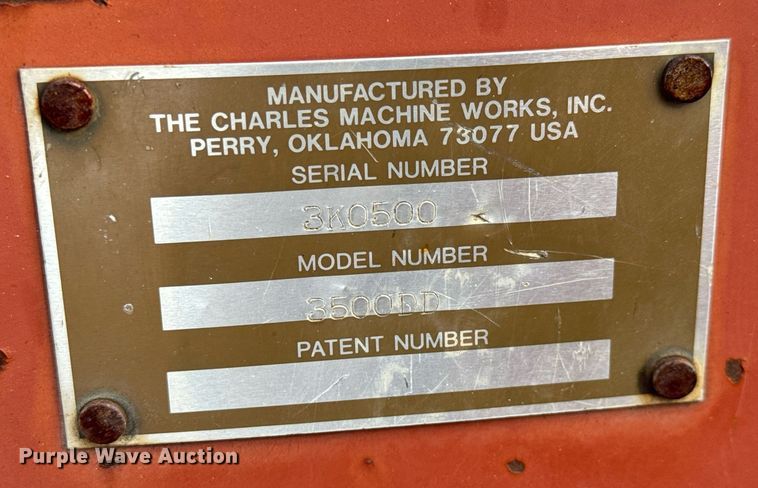 MANUFACTURED BY
THE CHARLES MACHINE WORKS, INC.
PERRY, OKLAHOMA 73077 USA
SERIAL NUMBER
3K0500
MODEL NUMBER
3500DD
PATENT NUMBER
Purple Wave Auction